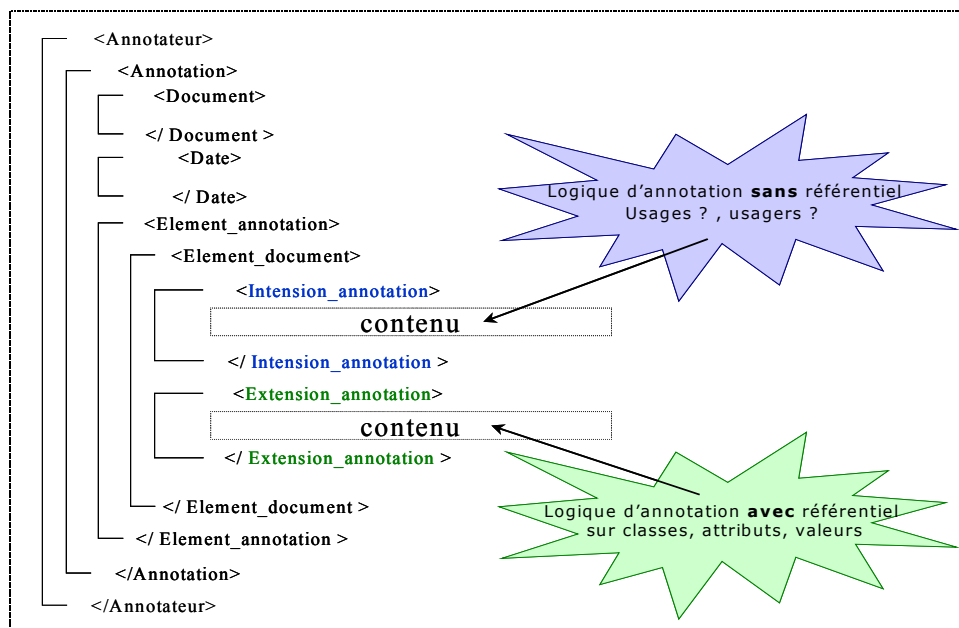 <Annotateur>
<Annotation>
<Document>
</ Document >
<Date>
</ Date>
<Element_annotation>
<Element_document>
<Intension_annotation>
contenu
</ Intension_annotation >
<Extension_annotation>
contenu
</ Extension_annotation >
</ Element_document >
</ Element_annotation >
</Annotation>
</Annotateur>
Logique d'annotation sans référentiel
Usages ? , usagers ?
Logique d'annotation avec référentiel
sur classes, attributs, valeurs